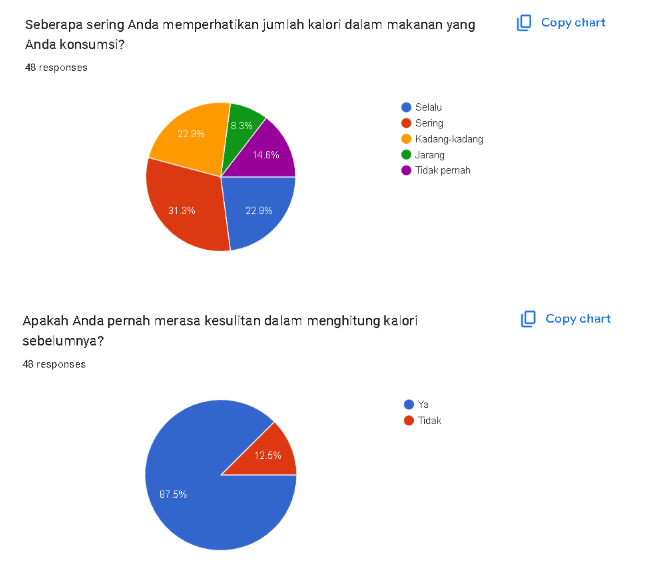 Seberapa sering Anda memperhatikan jumlah kalori dalam makanan yang
Anda konsumsi?
Copy chart
48 responses
Selalu
Sering
Kadang-kadang
Jarang
Tidak pernah
22.9%
8.3%
14.6%
31.3%
22.9%
Apakah Anda pernah merasa kesulitan dalam menghitung kalori
sebelumnya?
Copy chart
48 responses
Ya
Tidak
12.5%
87.5%